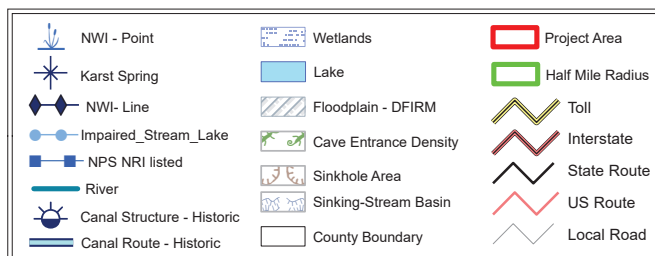 NWI - Point
Karst Spring
NWI- Line
Impaired_Stream_Lake
NPS NRI listed
River
Canal Structure - Historic
Canal Route - Historic
Wetlands
Lake
Floodplain - DFIRM
Cave Entrance Density
Sinkhole Area
Sinking-Stream Basin
County Boundary
Project Area
Half Mile Radius
Toll
Interstate
State Route
US Route
Local Road